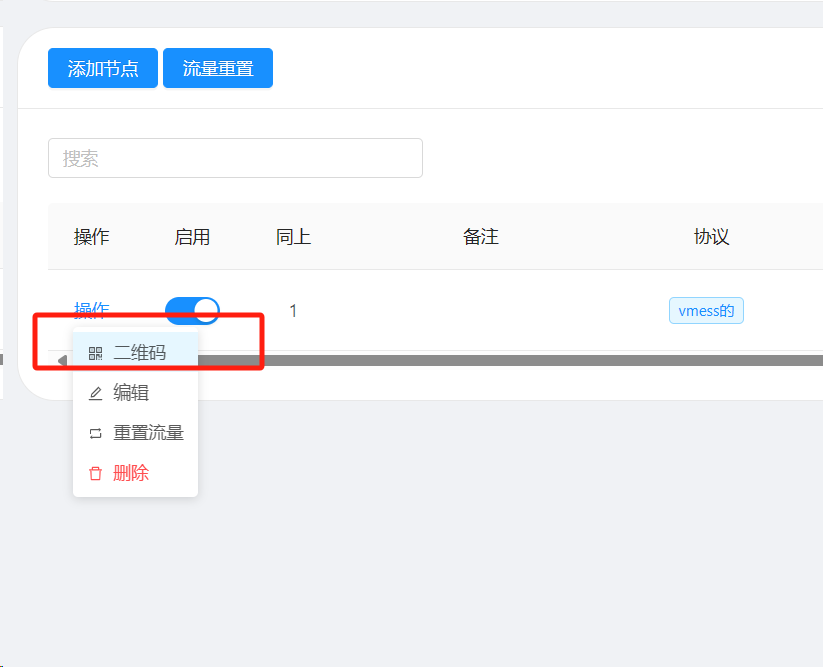 添加节点 流量重置
搜索
操作 启用 同上 备注 协议
操作 1 vmess的
二维码
编辑
重置流量
删除